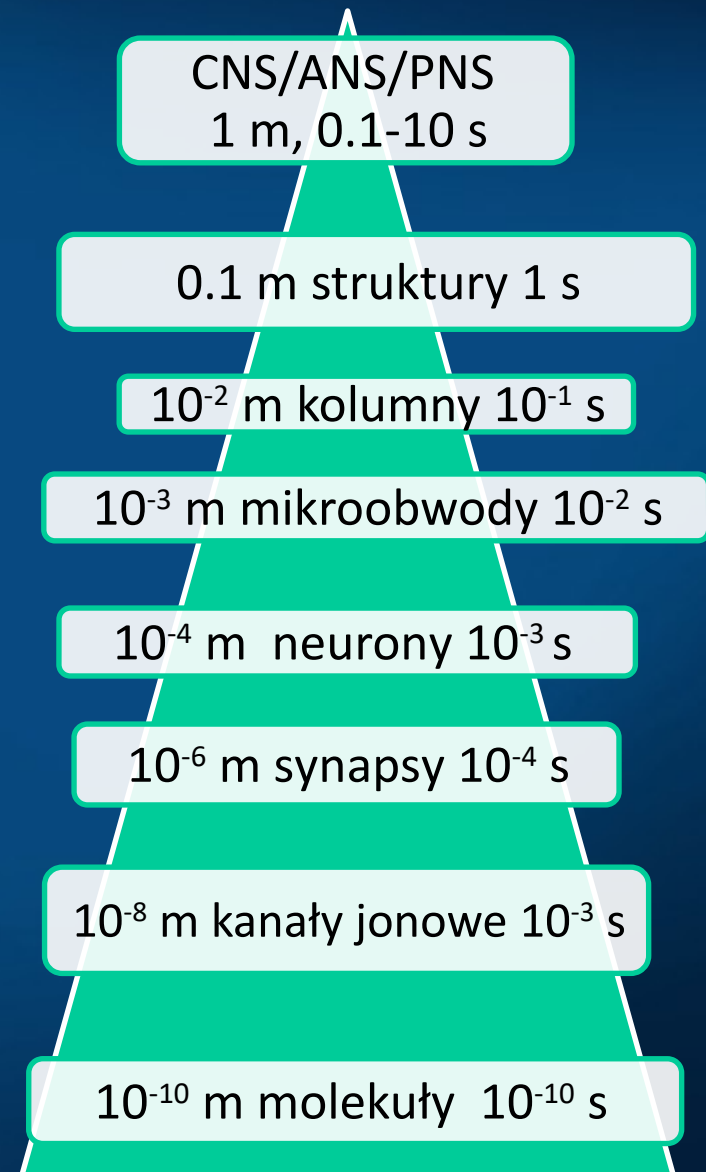 CNS/ANS/PNS
1 m, 0.1-10 s
0.1 m struktury 1 s
10⁻² m kolumny 10⁻¹ s
10⁻³ m mikroobwody 10⁻² s
10⁻⁴ m neurony 10⁻³ s
10⁻⁶ m synapsy 10⁻⁴ s
10⁻⁸ m kanały jonowe 10⁻³ s
10⁻¹⁰ m molekuły 10⁻¹⁰ s